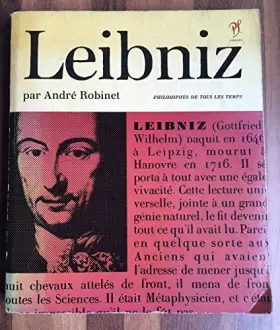 Leibniz
par André Robinet
PHILOSOPHES DE TOUS LES TEMPS
LEIBNIZ (Gottfried
Wilhelm) naquit en 1646
à Leipzig, mourut à
Hanovre en 1716. Il se
porta à tout avec une égale
vivacité. Cette lecture uni-
verselle, jointe à un grand
génie naturel, le fit devenir
tout ce qu'il avait lu. Pareil
en quelque sorte aux
Anciens qui avaient
l'adresse de mener jusqu'à
huit chevaux attelés de front, il mena de front
toutes les Sciences. Il était Métaphysicien, et c'était